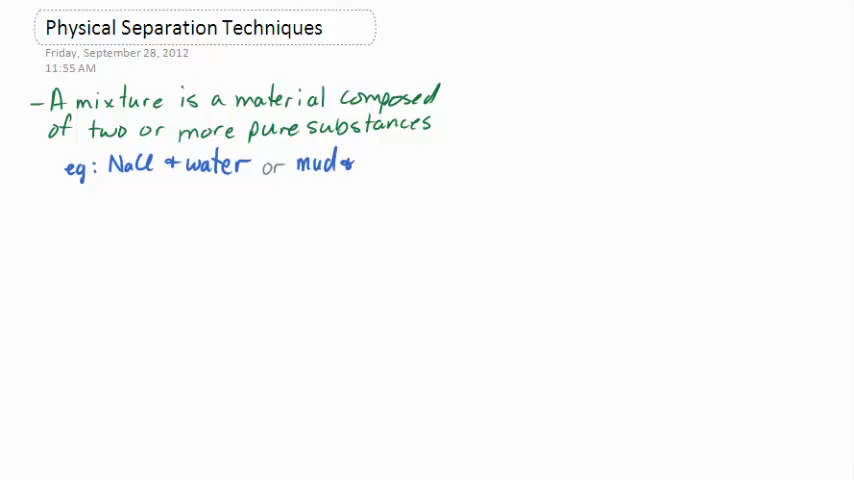 Physical Separation Techniques
Friday, September 28, 2012
11:55 AM
- A mixture is a material composed
of two or more pure substances
eg: NaCl + water or mud +